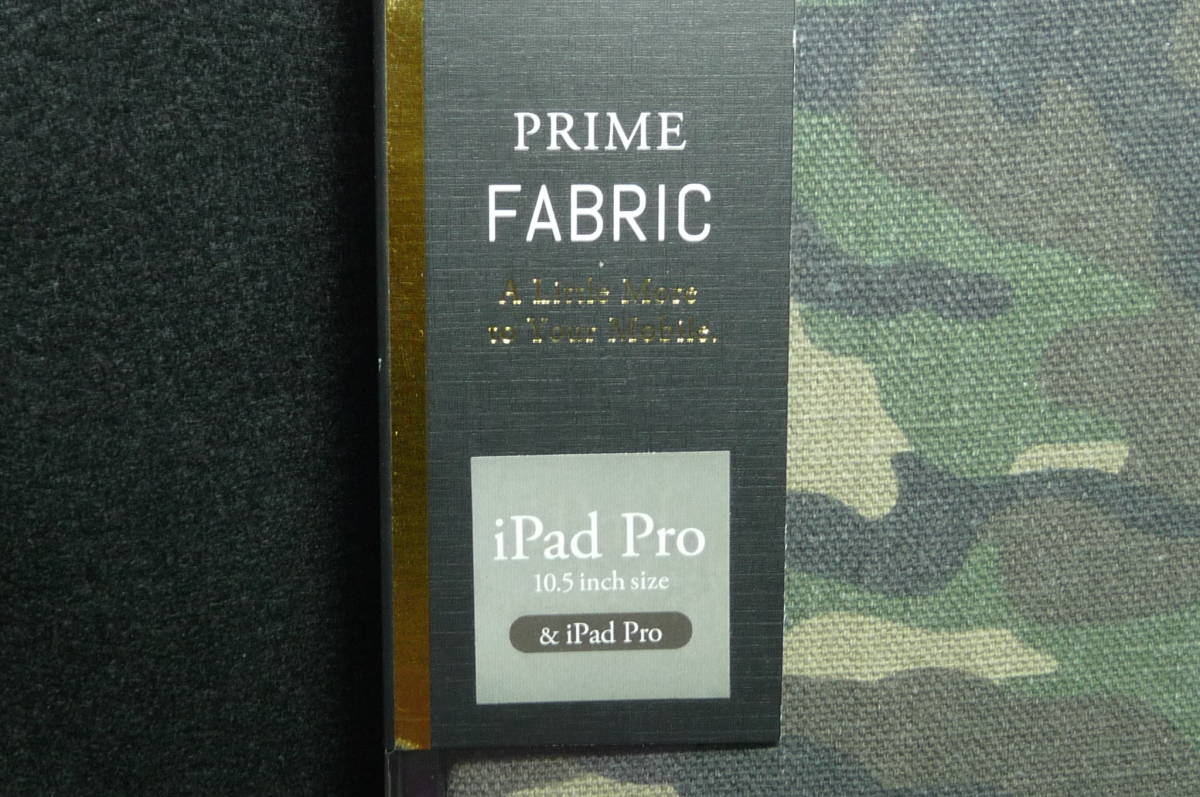 PRIME
FABRIC
A Little More
to Your Mobile.
iPad Pro
10.5 inch size
& iPad Pro